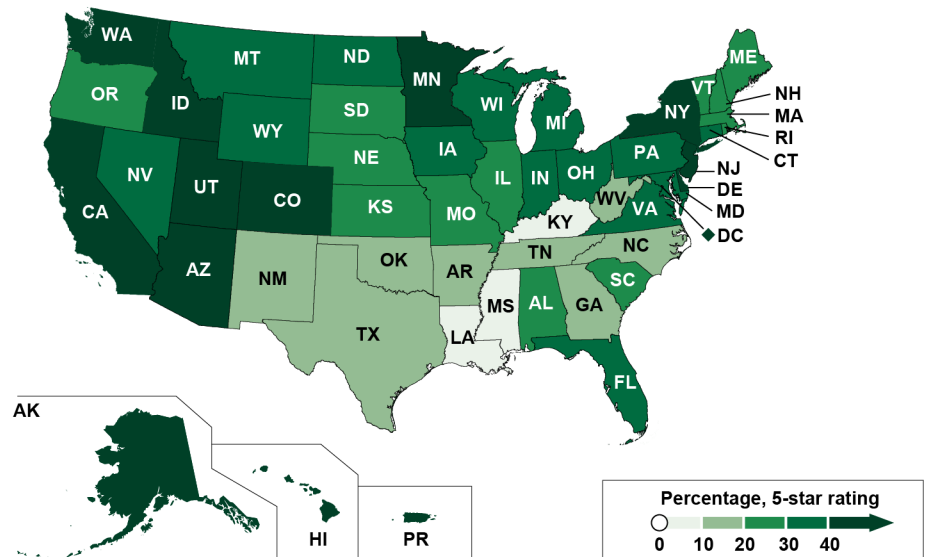 WA
MT
ND
MN
ME
OR
ID
SD
WI
VT
NH
NY
MA
MI
WY
RI
IA
PA
CT
NE
NV
IL
IN
OH
NJ
UT
CO
DE
WV
CA
KS
MO
VA
MD
KY
DC
NC
TN
OK
AZ
NM
AR
SC
MS
AL
GA
TX
LA
FL
AK
HI
PR
Percentage, 5-star rating
0 10 20 30 40